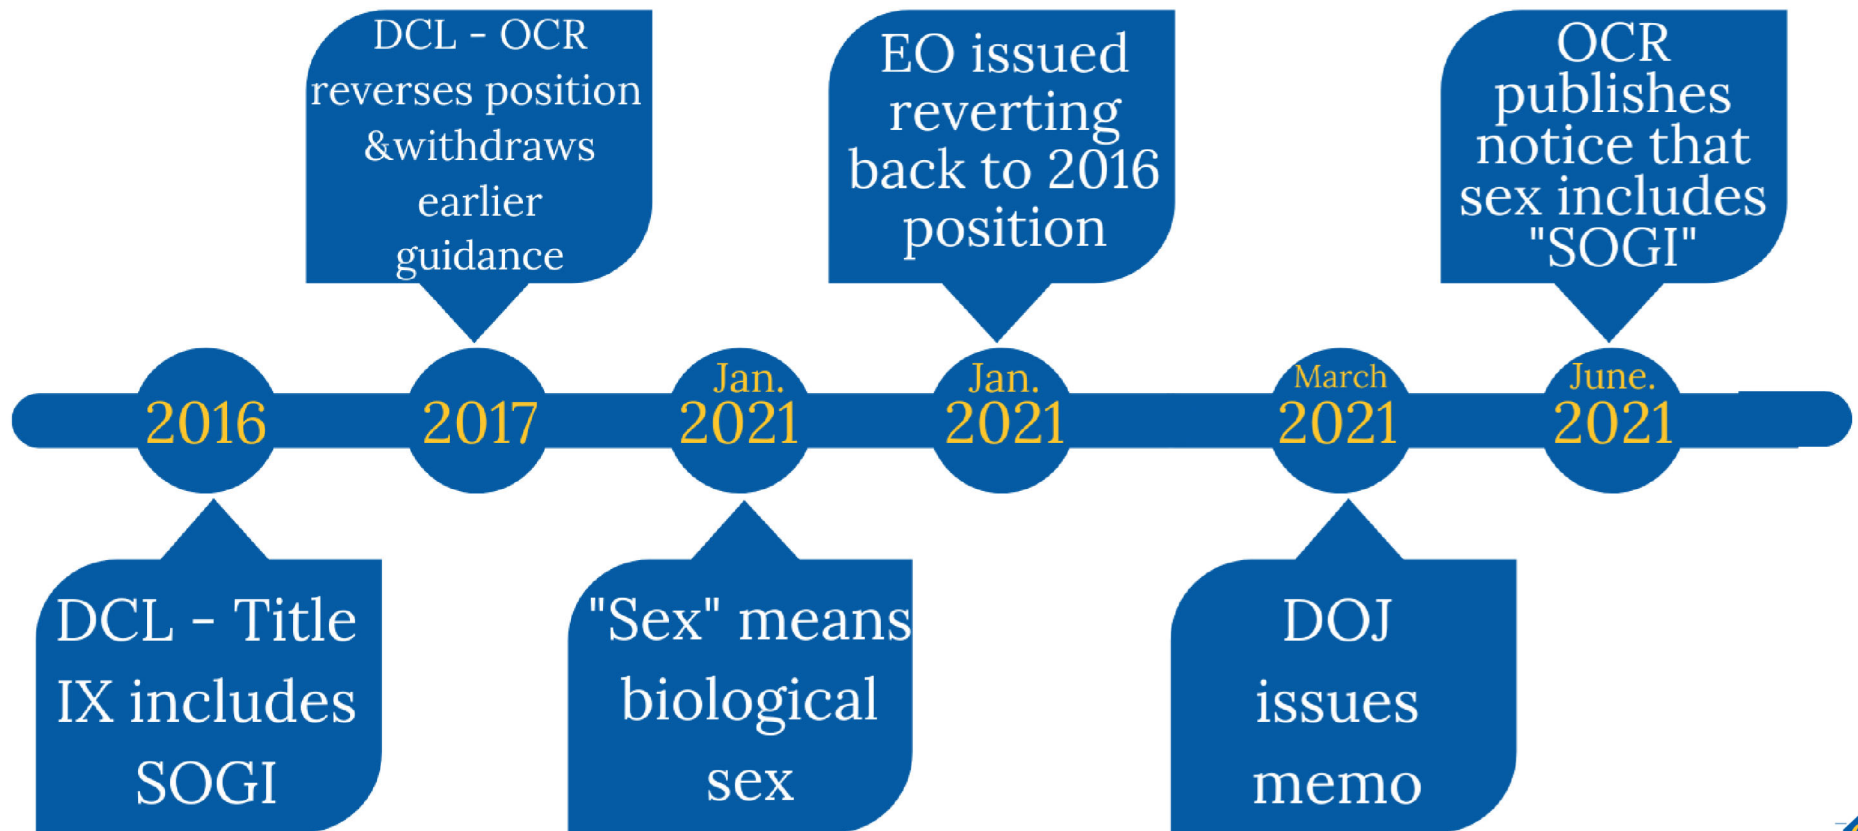 DCL - OCR
reverses position
&withdraws
earlier
guidance
EO issued
reverting
back to 2016
position
OCR
publishes
notice that
sex includes
"SOGI"
2016
2017
Jan.
2021
Jan.
2021
March
2021
June.
2021
DCL - Title
IX includes
SOGI
"Sex" means
biological
sex
DOJ
issues
memo